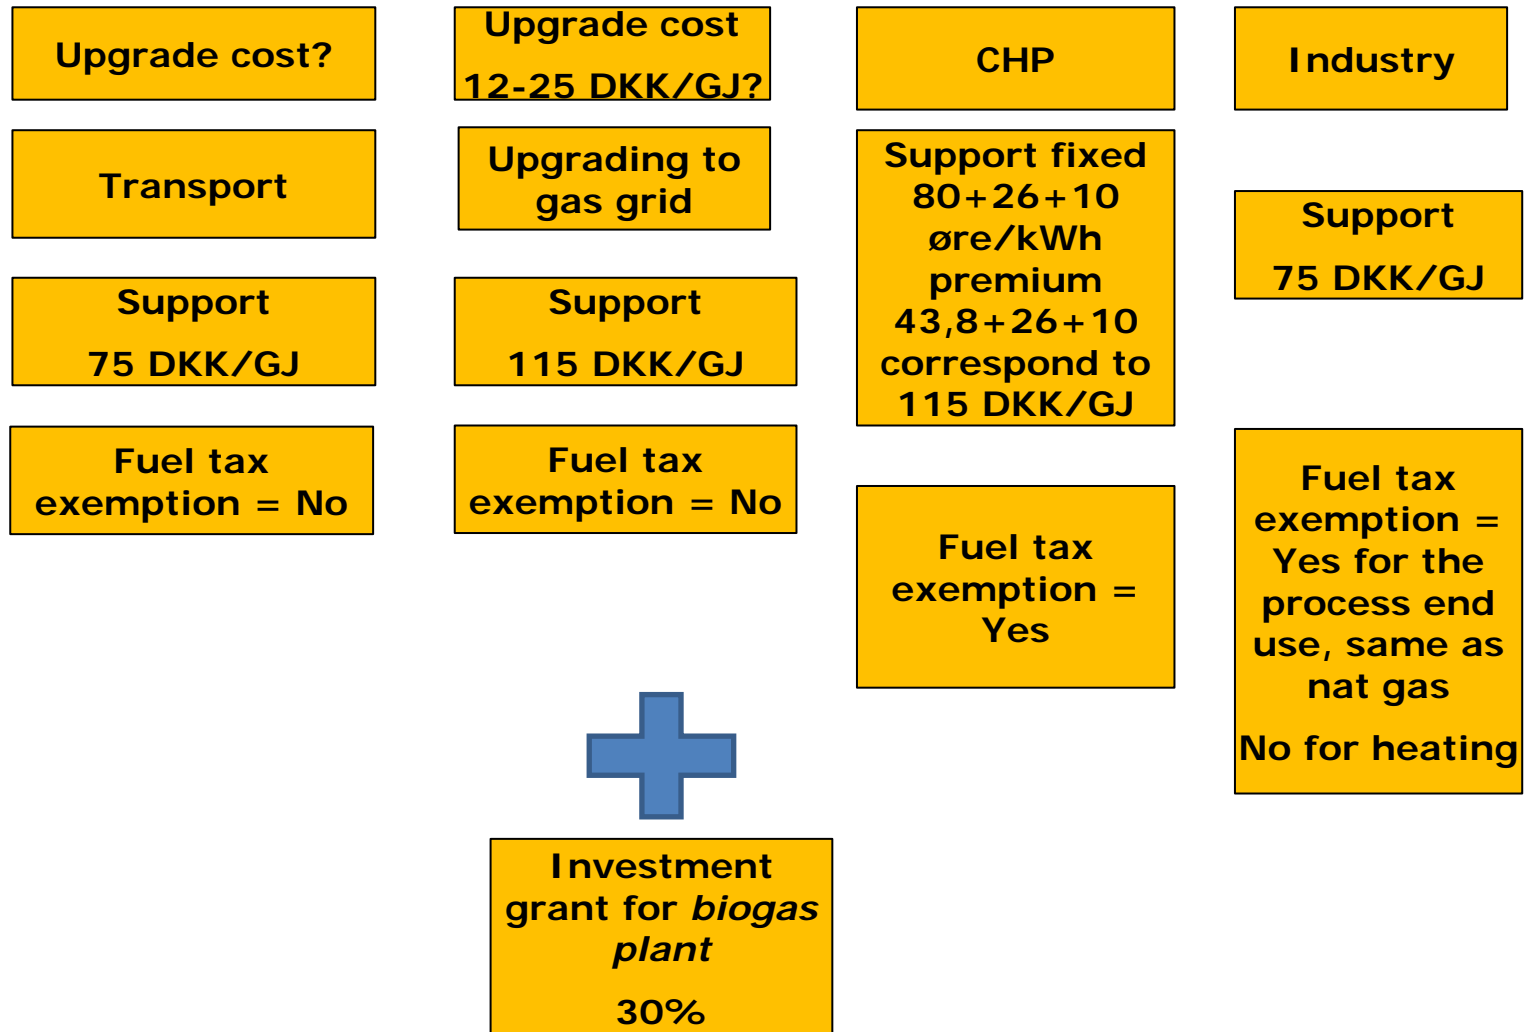 Upgrade cost?
Transport
Support
75 DKK/GJ
Fuel tax
exemption = No
Upgrade cost
12-25 DKK/GJ?
Upgrading to
gas grid
Support
115 DKK/GJ
Fuel tax
exemption = No
CHP
Support fixed
80+26+10
øre/kWh
premium
43,8+26+10
correspond to
115 DKK/GJ
Fuel tax
exemption =
Yes
Industry
Support
75 DKK/GJ
Fuel tax
exemption =
Yes for the
process end
use, same as
nat gas
No for heating
Investment
grant for biogas
plant
30%